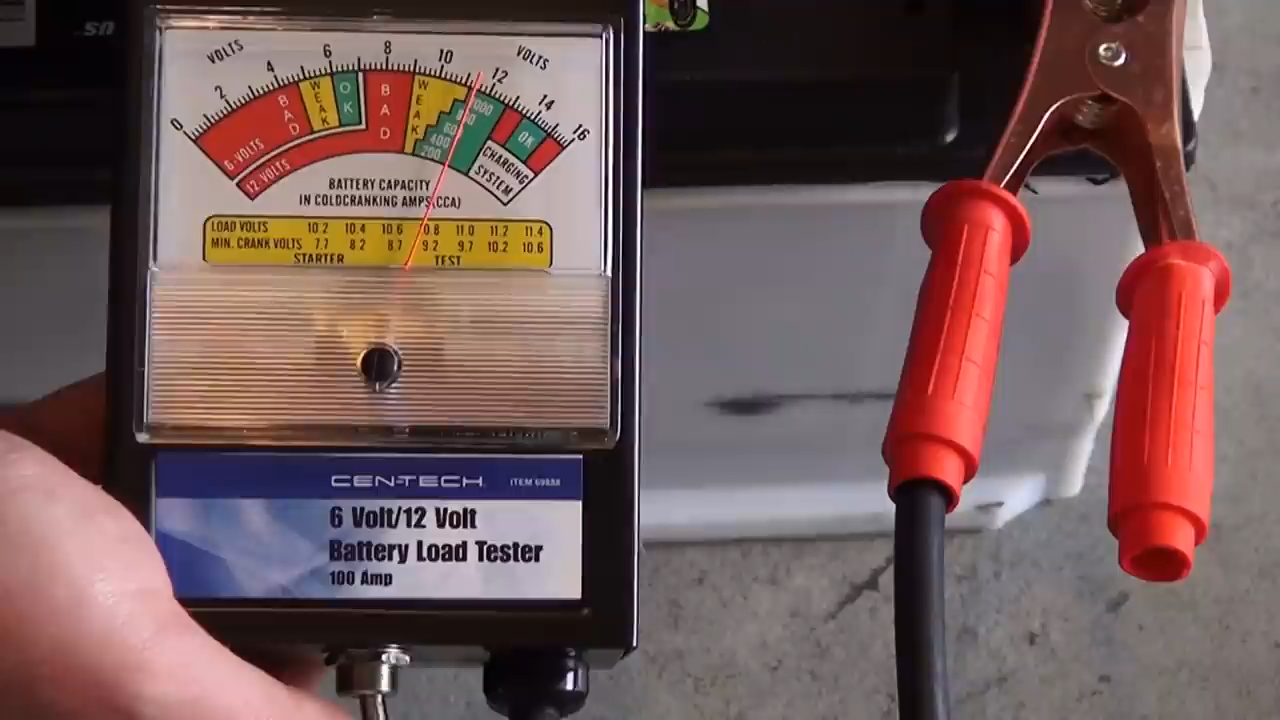 VOLTS
VOLTS
0 2 4 6 8 10 12 14 16
BAD WEAK OK BAD WEAK OK
200 400 600 800
6-VOLTS
12-VOLTS
CHARGING
SYSTEM
BATTERY CAPACITY
IN COLDCRANKING AMPS(CCA)
LOAD VOLTS 10.2 10.4 10.6 0.8 11.0 11.2 11.4
MIN. CRANK VOLTS 7.7 8.2 8.7 9.2 9.7 10.2 10.6
STARTER TEST
CEN-TECH
ITEM
6 Volt/12 Volt
Battery Load Tester
100 Amp